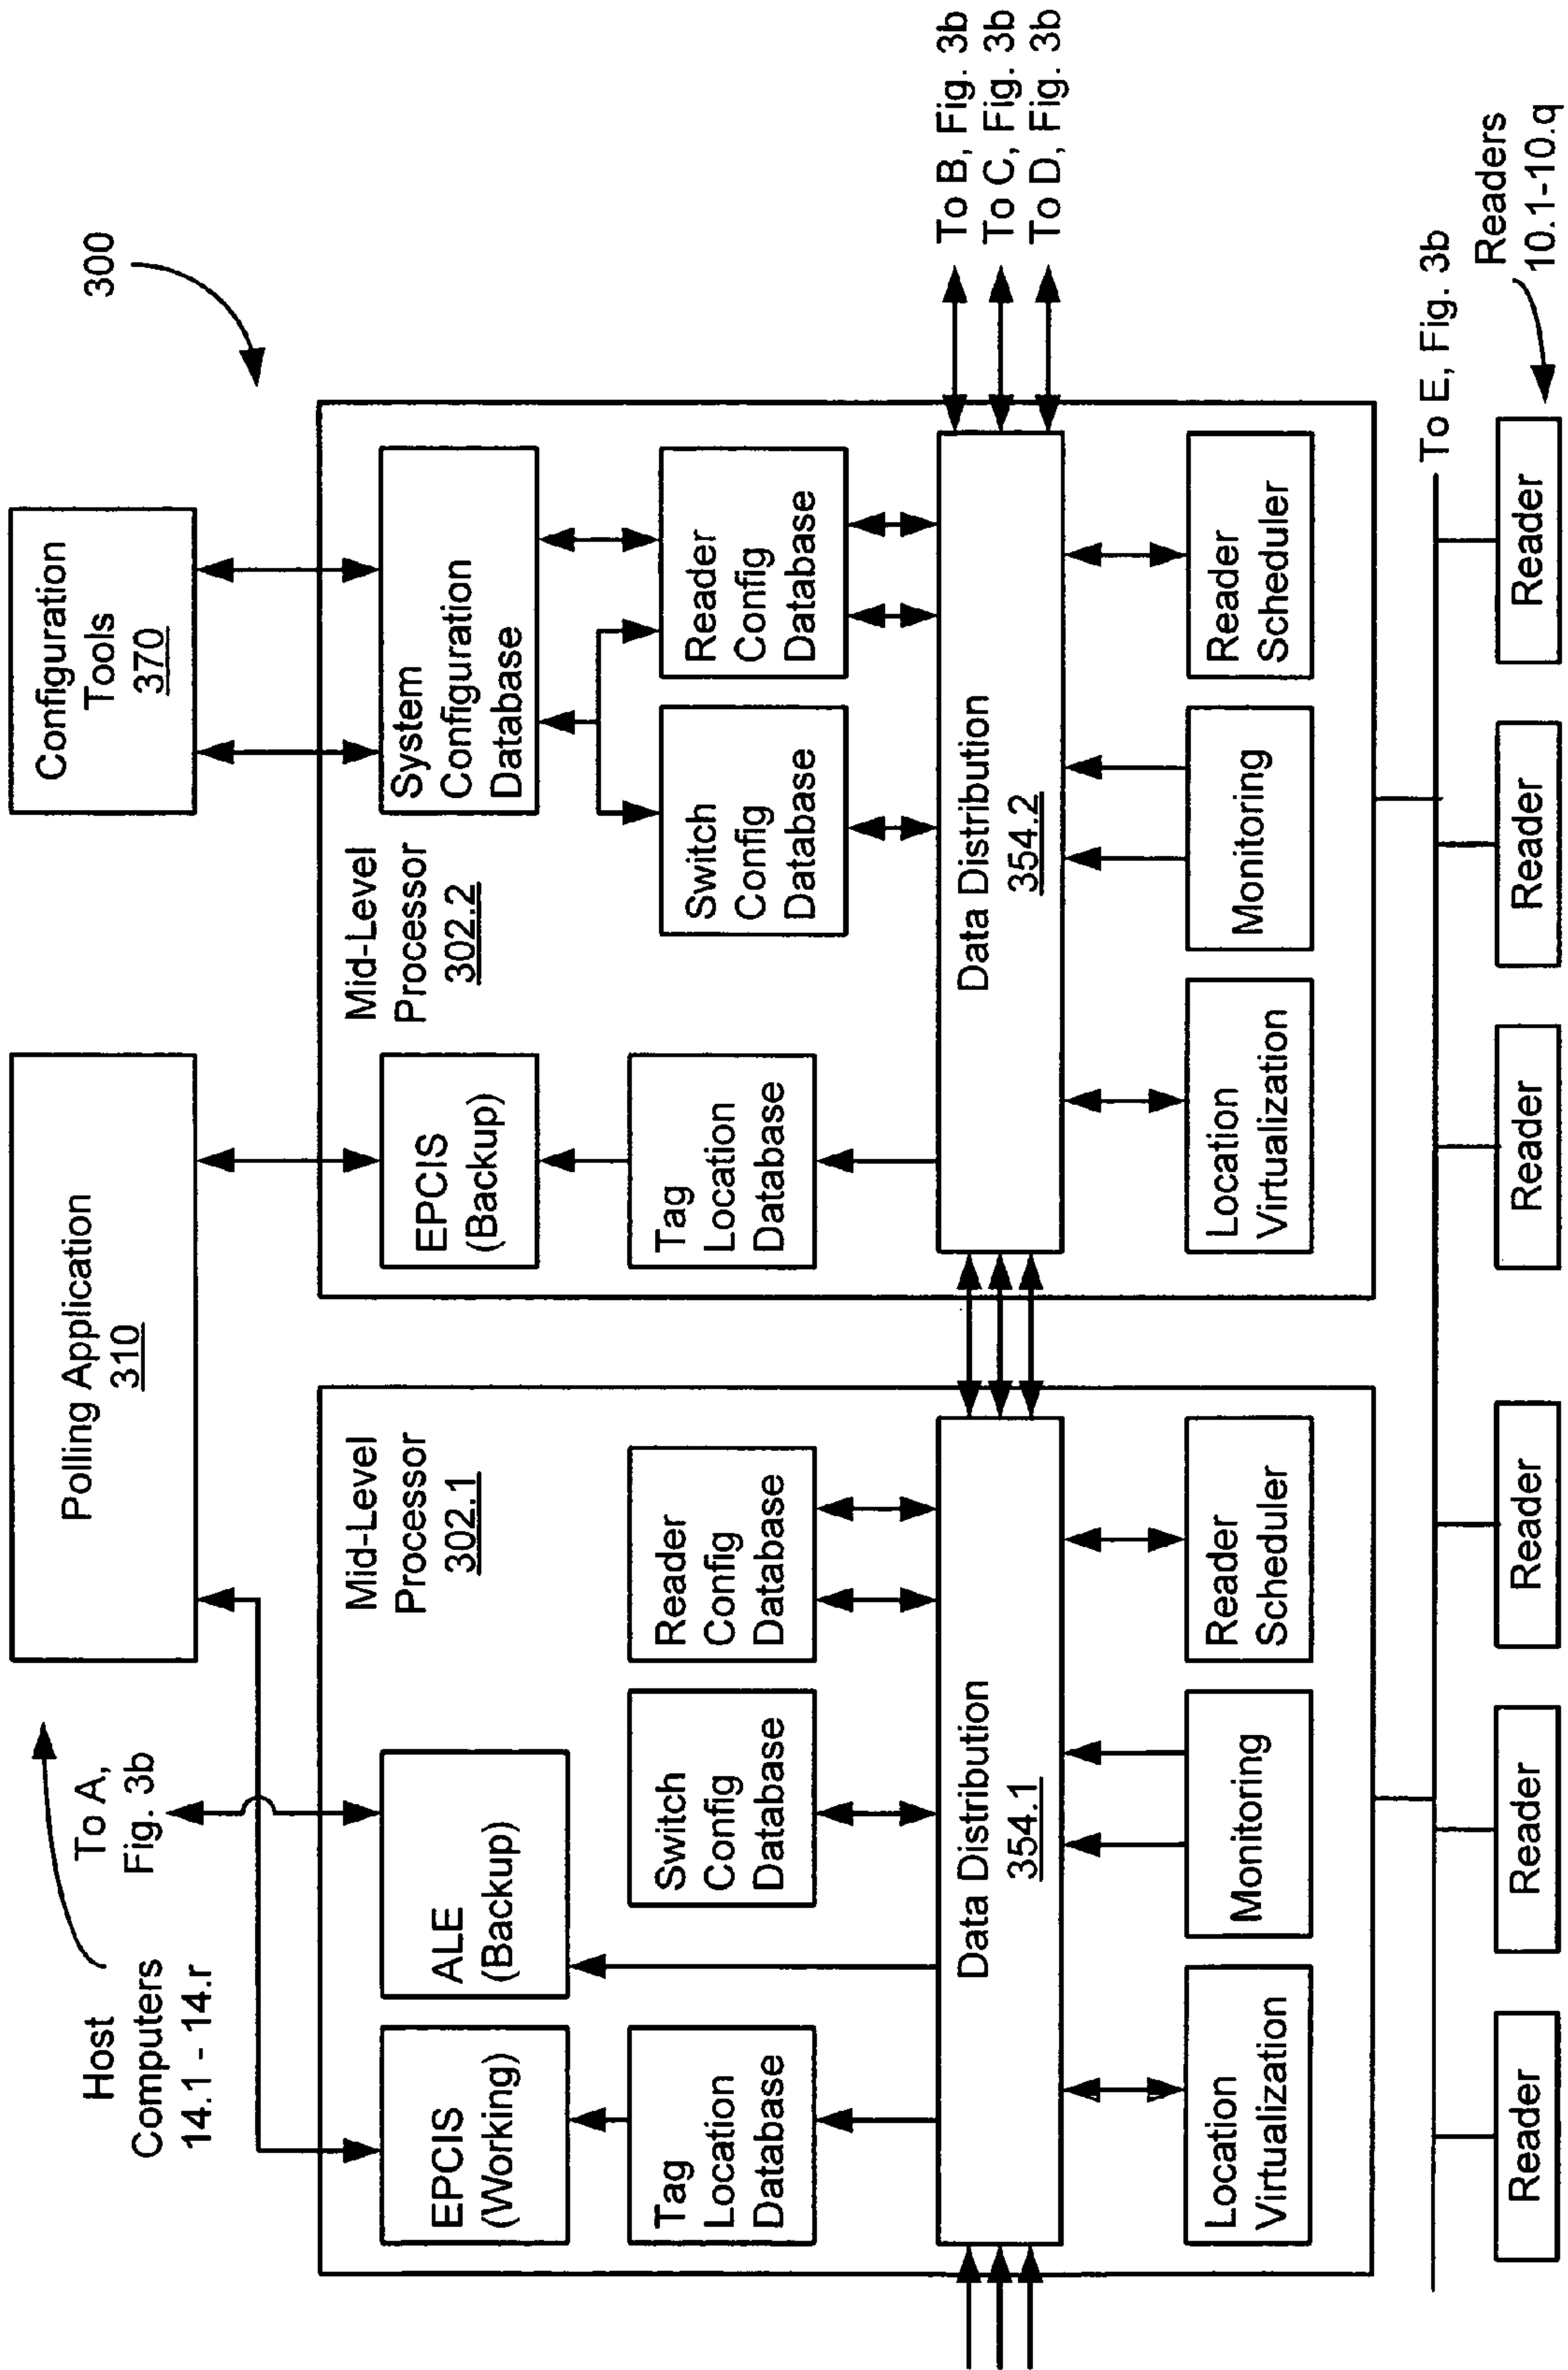 300
Host
Computers
14.1 - 14.r
To A,
Fig. 3b
Polling Application
310
Configuration
Tools
370
Mid-Level
Processor
302.1
EPCIS
(Working)
ALE
(Backup)
Tag
Location
Database
Switch
Config
Database
Reader
Config
Database
Data Distribution
354.1
Location
Virtualization
Monitoring
Reader
Scheduler
Mid-Level
Processor
302.2
EPCIS
(Backup)
System
Configuration
Database
Tag
Location
Database
Switch
Config
Database
Reader
Config
Database
Data Distribution
354.2
Location
Virtualization
Monitoring
Reader
Scheduler
To B, Fig. 3b
To C, Fig. 3b
To D, Fig. 3b
To E, Fig. 3b
Readers
10.1-10.q
Reader
Reader
Reader
Reader
Reader
Reader